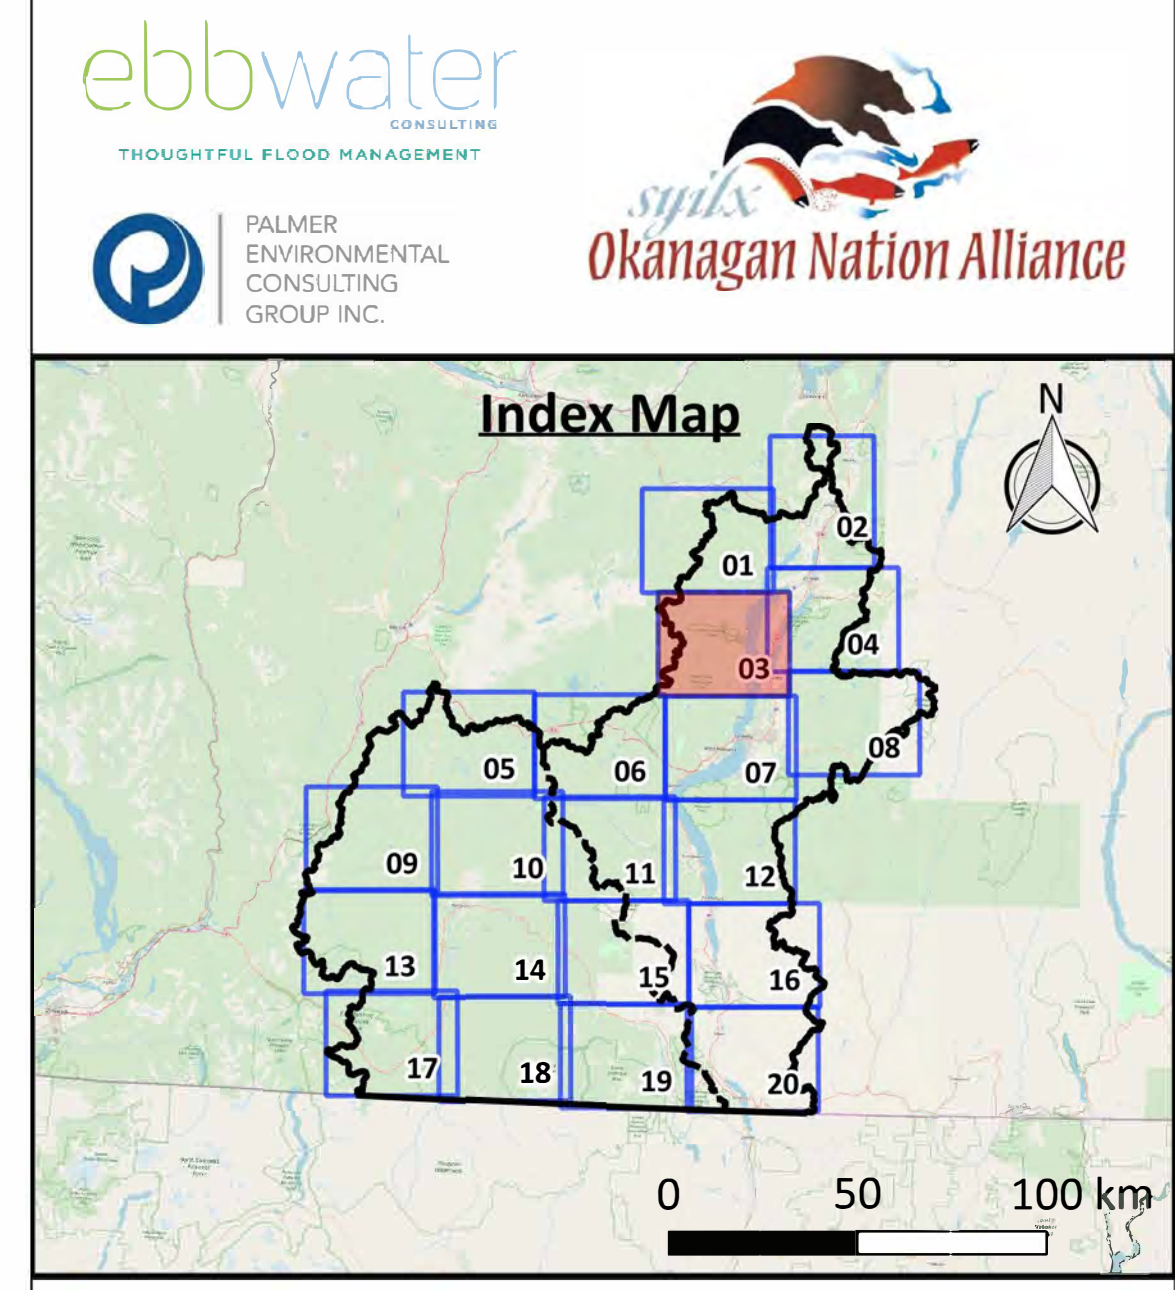 ebbwater
CONSULTING
THOUGHTFUL FLOOD MANAGEMENT
PALMER
ENVIRONMENTAL
CONSULTING
GROUP INC.
syilx
Okanagan Nation Alliance
Index Map
N
02
01
04
03
08
05
06
07
09
10
11
12
13
14
15
16
17
18
19
20
0 50 100 km